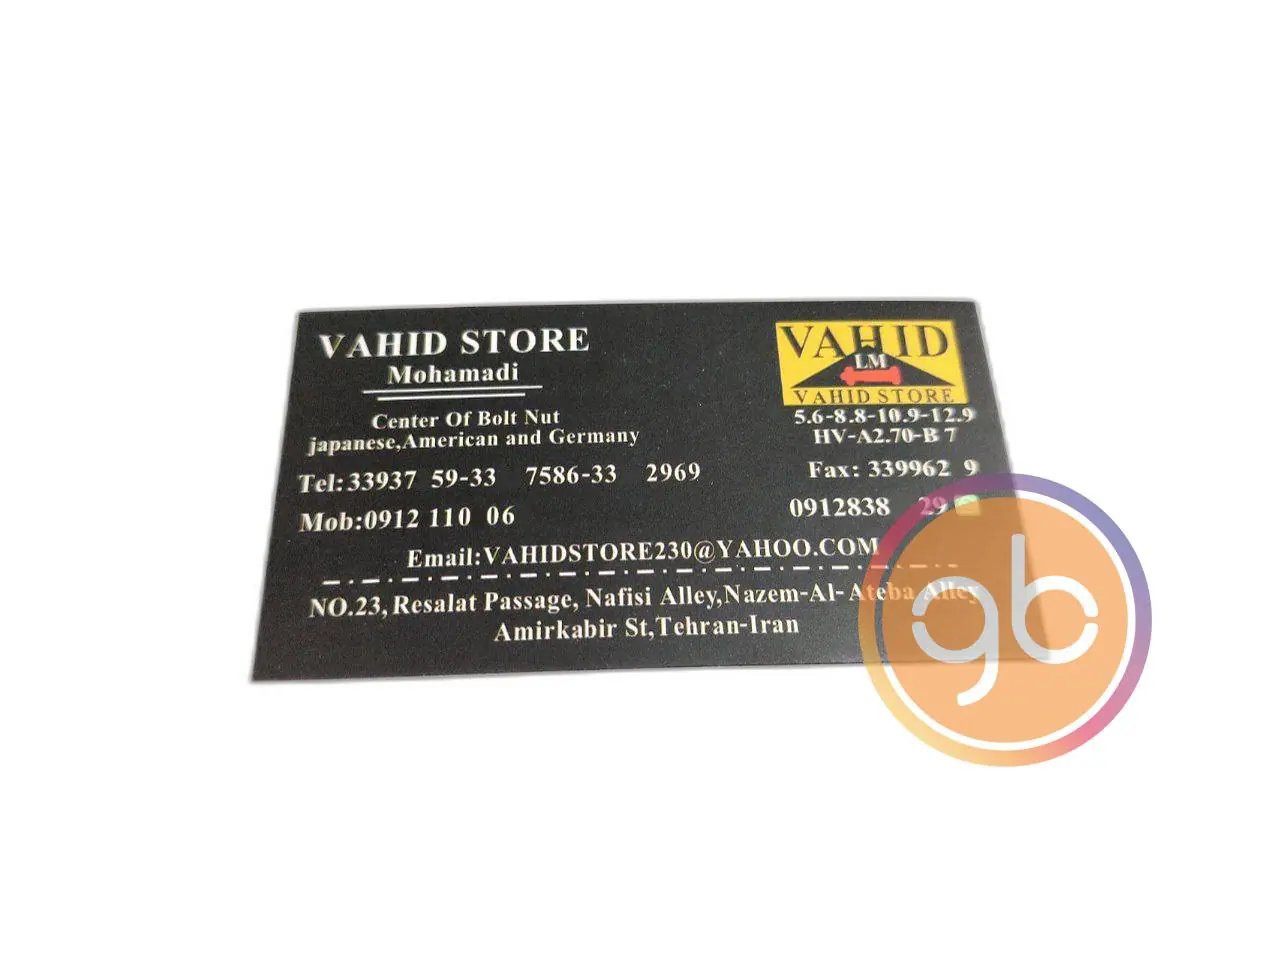 VAHID STORE
Mohamadi
Center Of Bolt Nut
japanese,American and Germany
VAHID
LM
VAHID STORE
5.6-8.8-10.9-12.9
HV-A2.70-B 7
Tel:33937 59-33 7586-33 2969
Fax: 339962 9
Mob:0912 110 06
0912838 29
Email:VAHIDSTORE230@YAHOO.COM
NO.23, Resalat Passage, Nafisi Alley,Nazem-Al- Ateba Alley
Amirkabir St,Tehran-Iran
gb